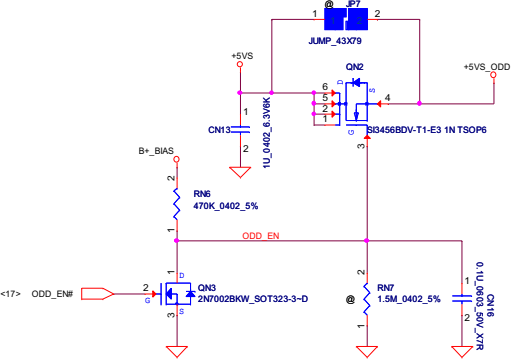 @ JP7
1 1 2 2
JUMP_43X79
+5VS
QN2
+5VS_ODD
6
5
2
1
D
S
4
G
3
SI3456BDV-T1-E3 1N TSOP6
1
CN13
2
1U_0402_6.3V6K
B+_BIAS
2
RN6
470K_0402_5%
1
ODD_EN
<17> ODD_EN#
2
G
1
D
QN3
2N7002BKW_SOT323-3~D
S
3
2
RN7
@ 1.5M_0402_5%
1
1
CN16
2
0.1U_0603_50V_X7R